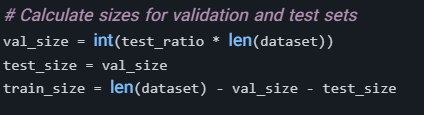 # Calculate sizes for validation and test sets
val_size = int(test_ratio * len(dataset))
test_size = val_size
train_size = len(dataset) - val_size - test_size